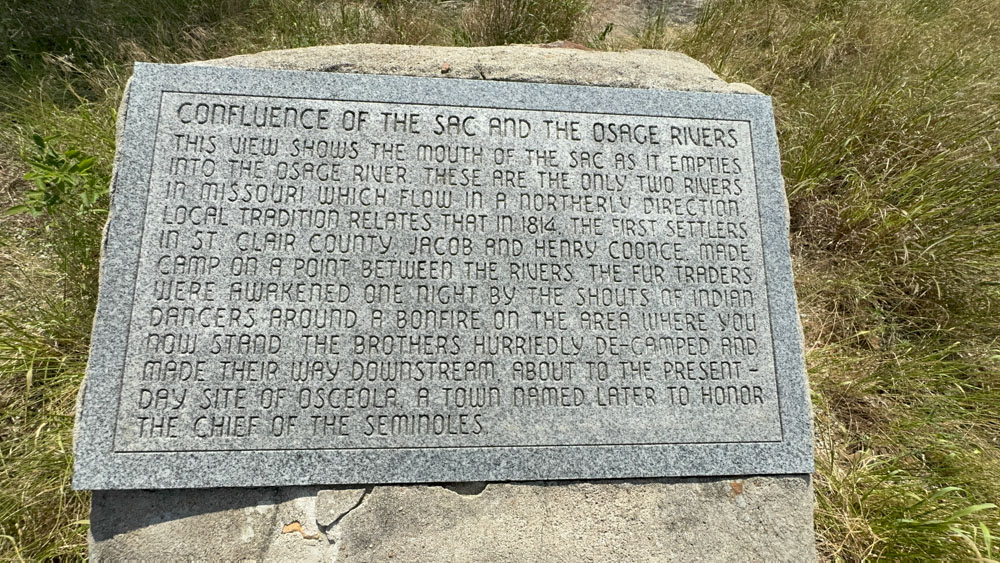 CONFLUENCE OF THE SAC AND THE OSAGE RIVERS
THIS VIEW SHOWS THE MOUTH OF THE SAC AS IT EMPTIES
INTO THE OSAGE RIVER. THESE ARE THE ONLY TWO RIVERS
IN MISSOURI WHICH FLOW IN A NORTHERLY DIRECTION.
LOCAL TRADITION RELATES THAT IN 1814, THE FIRST SETTLERS
IN ST. CLAIR COUNTY, JACOB AND HENRY COONCE, MADE
CAMP ON A POINT BETWEEN THE RIVERS. THE FUR TRADERS
WERE AWAKENED ONE NIGHT BY THE SHOUTS OF INDIAN
DANCERS AROUND A BONFIRE ON THE AREA WHERE YOU
NOW STAND. THE BROTHERS HURRIEDLY DE-CAMPED AND
MADE THEIR WAY DOWNSTREAM, ABOUT TO THE PRESENT-
DAY SITE OF OSCEOLA, A TOWN NAMED LATER TO HONOR
THE CHIEF OF THE SEMINOLES.